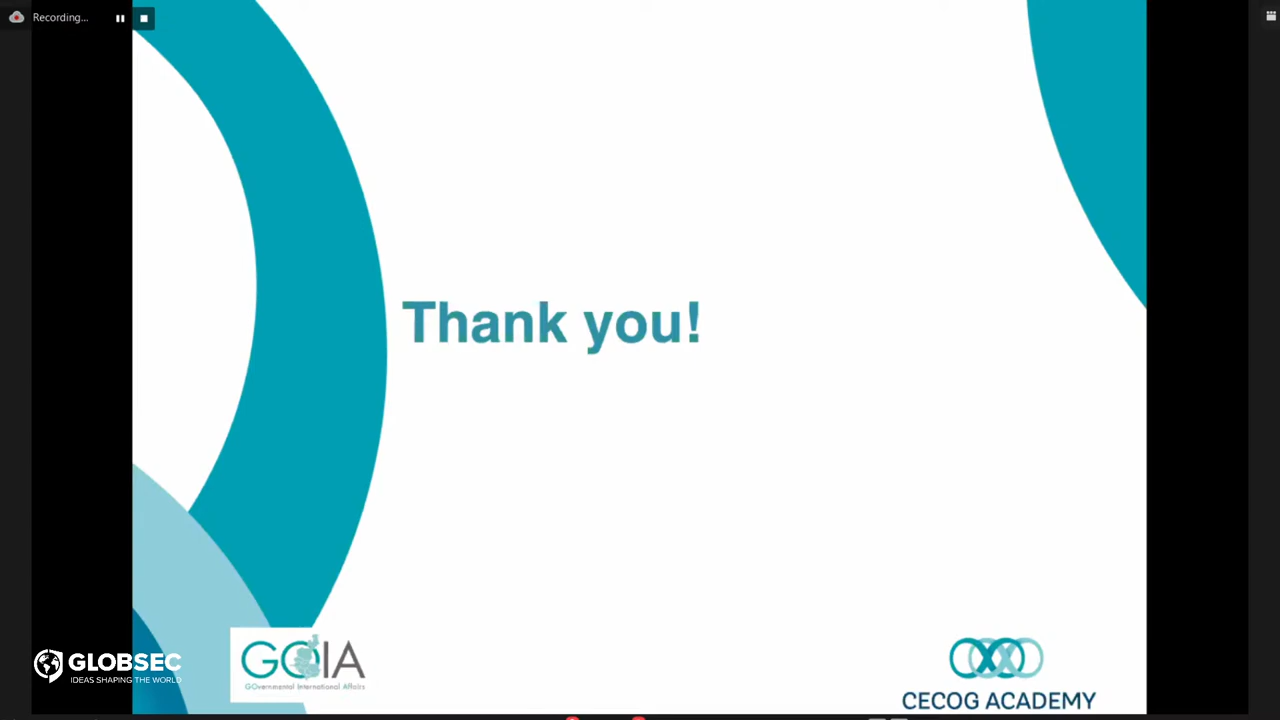 Recording...
Thank you!
GLOBSEC
IDEAS SHAPING THE WORLD
GOIA
GOvernmental International Affairs
CECOG ACADEMY